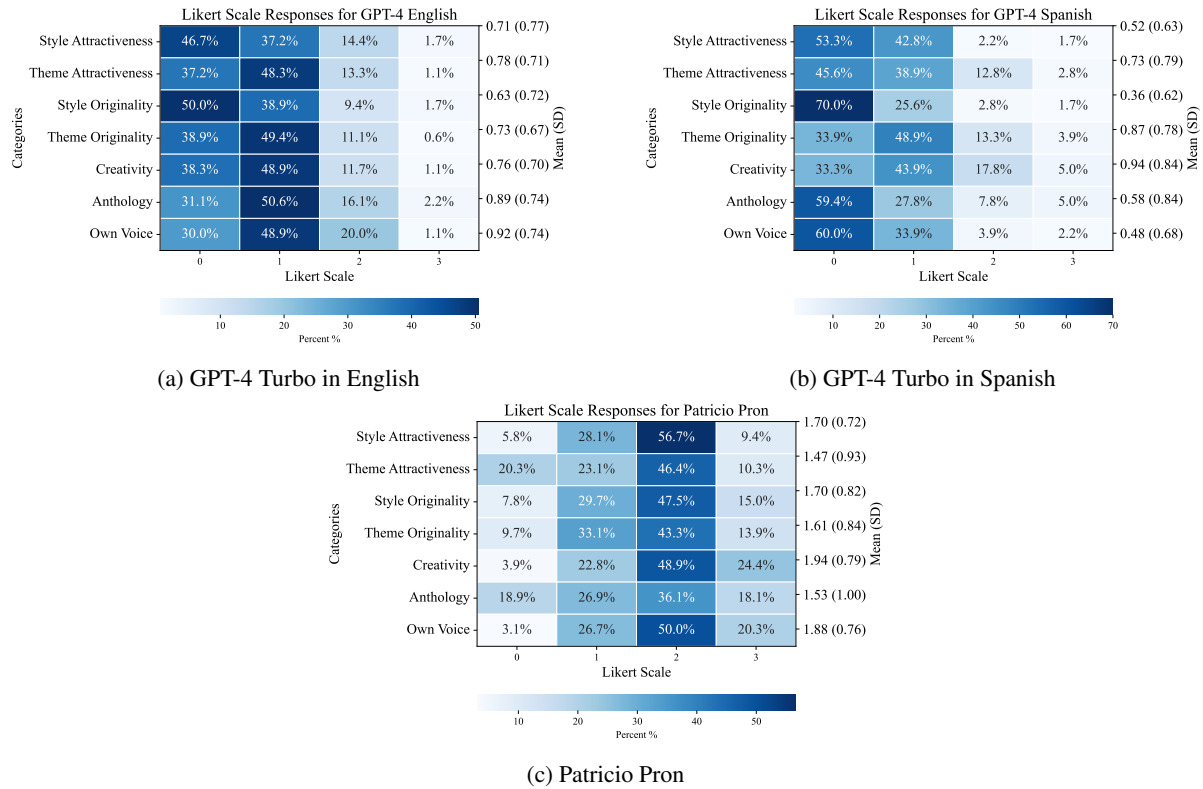 Likert Scale Responses for GPT-4 English
Categories
Style Attractiveness 46.7% 37.2% 14.4% 1.7% 0.71 (0.77)
Theme Attractiveness 37.2% 48.3% 13.3% 1.1% 0.78 (0.71)
Style Originality 50.0% 38.9% 9.4% 1.7% 0.63 (0.72)
Theme Originality 38.9% 49.4% 11.1% 0.6% 0.73 (0.67)
Creativity 38.3% 48.9% 11.7% 1.1% 0.76 (0.70)
Anthology 31.1% 50.6% 16.1% 2.2% 0.89 (0.74)
Own Voice 30.0% 48.9% 20.0% 1.1% 0.92 (0.74)
Mean (SD)
0 1 2 3
Likert Scale
10 20 30 40 50
Percent %
(a) GPT-4 Turbo in English
Likert Scale Responses for GPT-4 Spanish
Categories
Style Attractiveness 53.3% 42.8% 2.2% 1.7% 0.52 (0.63)
Theme Attractiveness 45.6% 38.9% 12.8% 2.8% 0.73 (0.79)
Style Originality 70.0% 25.6% 2.8% 1.7% 0.36 (0.62)
Theme Originality 33.9% 48.9% 13.3% 3.9% 0.87 (0.78)
Creativity 33.3% 43.9% 17.8% 5.0% 0.94 (0.84)
Anthology 59.4% 27.8% 7.8% 5.0% 0.58 (0.84)
Own Voice 60.0% 33.9% 3.9% 2.2% 0.48 (0.68)
Mean (SD)
0 1 2 3
Likert Scale
10 20 30 40 50 60 70
Percent %
(b) GPT-4 Turbo in Spanish
Likert Scale Responses for Patricio Pron
Categories
Style Attractiveness 5.8% 28.1% 56.7% 9.4% 1.70 (0.72)
Theme Attractiveness 20.3% 23.1% 46.4% 10.3% 1.47 (0.93)
Style Originality 7.8% 29.7% 47.5% 15.0% 1.70 (0.82)
Theme Originality 9.7% 33.1% 43.3% 13.9% 1.61 (0.84)
Creativity 3.9% 22.8% 48.9% 24.4% 1.94 (0.79)
Anthology 18.9% 26.9% 36.1% 18.1% 1.53 (1.00)
Own Voice 3.1% 26.7% 50.0% 20.3% 1.88 (0.76)
Mean (SD)
0 1 2 3
Likert Scale
10 20 30 40 50
Percent %
(c) Patricio Pron